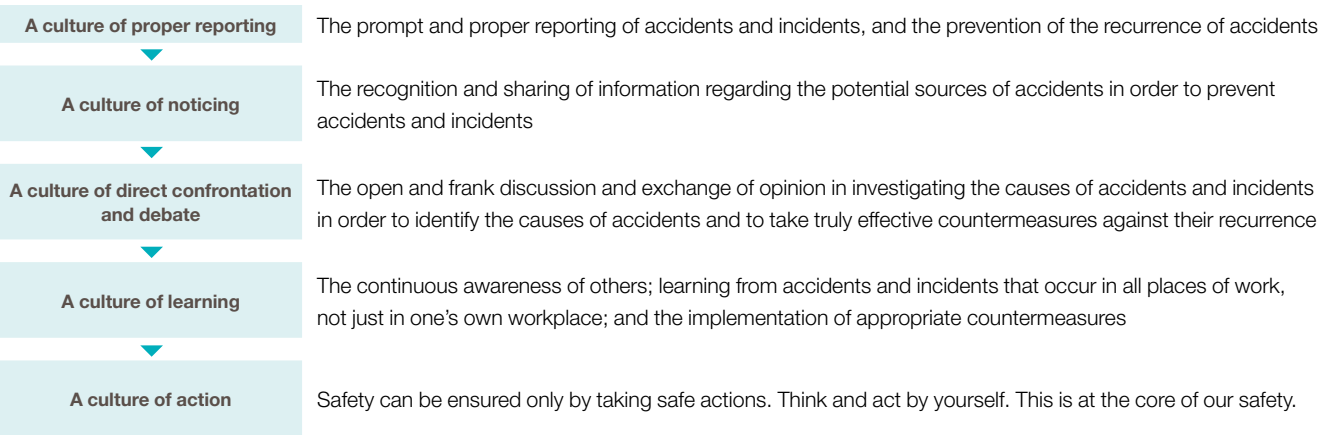 A culture of proper reporting
The prompt and proper reporting of accidents and incidents, and the prevention of the recurrence of accidents
A culture of noticing
The recognition and sharing of information regarding the potential sources of accidents in order to prevent
accidents and incidents
A culture of direct confrontation
and debate
The open and frank discussion and exchange of opinion in investigating the causes of accidents and incidents
in order to identify the causes of accidents and to take truly effective countermeasures against their recurrence
A culture of learning
The continuous awareness of others; learning from accidents and incidents that occur in all places of work,
not just in one’s own workplace; and the implementation of appropriate countermeasures
A culture of action
Safety can be ensured only by taking safe actions. Think and act by yourself. This is at the core of our safety.